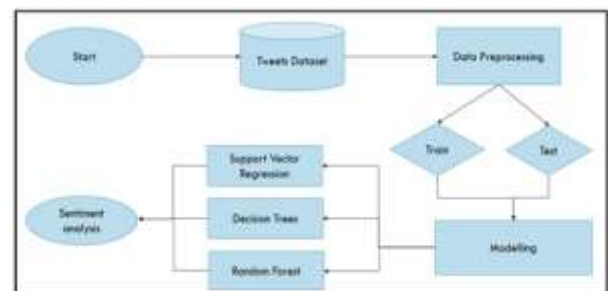 Start
Tweets Dataset
Data Preprocessing
Train
Test
Support Vector
Regression
Sentiment
analysis
Decision Trees
Modelling
Random Forest